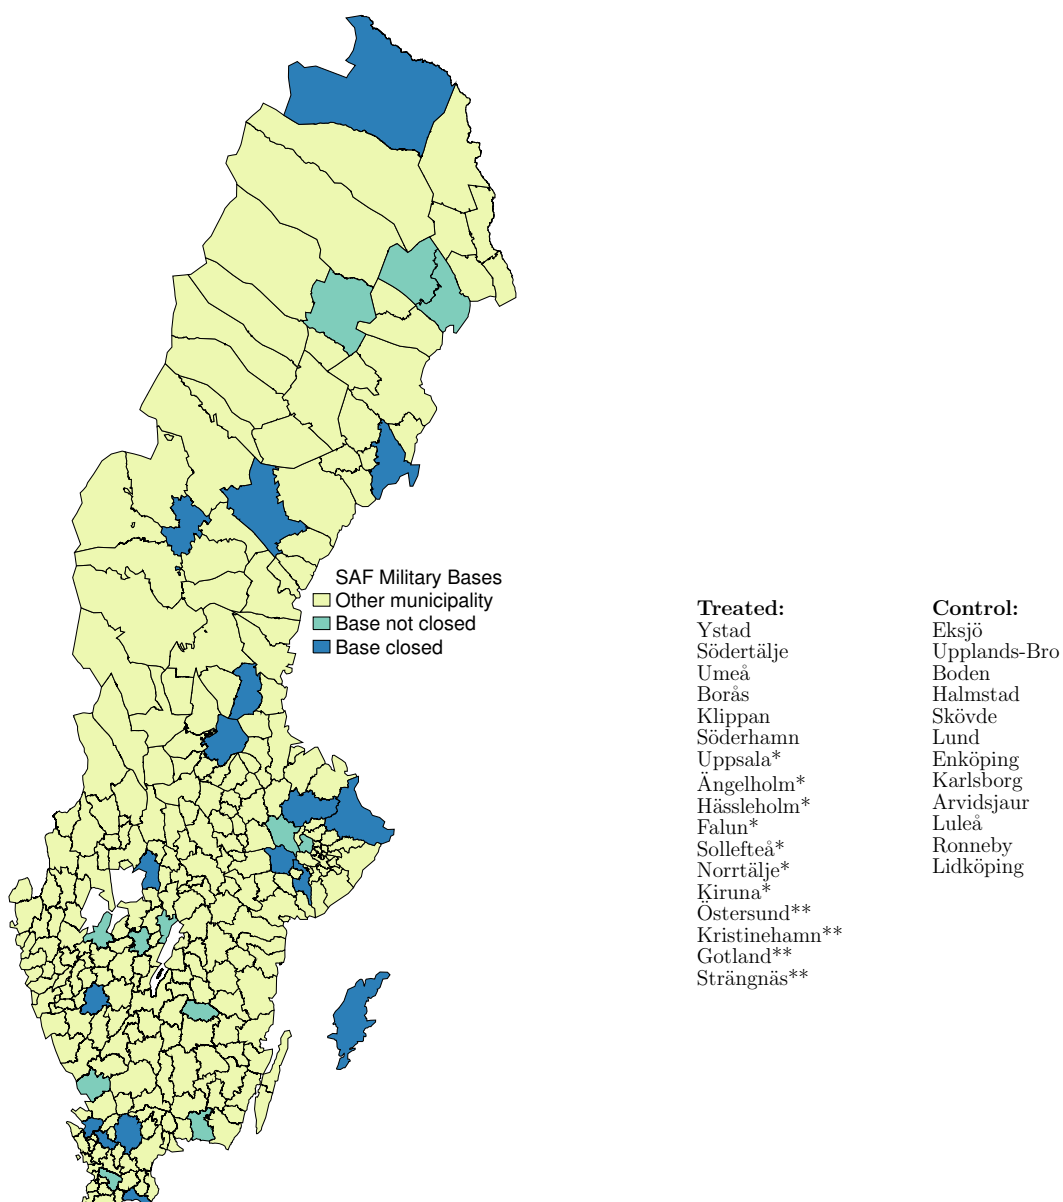 SAF Military Bases
Other municipality
Base not closed
Base closed
Treated:
Ystad
Södertälje
Umeå
Borås
Klippan
Söderhamn
Uppsala*
Ängelholm*
Hässleholm*
Falun*
Sollefteå*
Norrtälje*
Kiruna*
Östersund**
Kristinehamn**
Gotland**
Strängnäs**
Control:
Eksjö
Upplands-Bro
Boden
Halmstad
Skövde
Lund
Enköping
Karlsborg
Arvidsjaur
Luleå
Ronneby
Lidköping